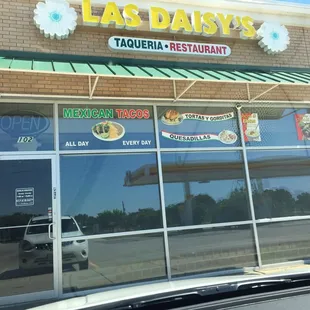 LAS DAISY'S
TAQUERIA • RESTAURANT
OPEN
102
MEXICAN TACOS
ALL DAY EVERY DAY
TORTAS Y GORDITAS
QUESADILLAS